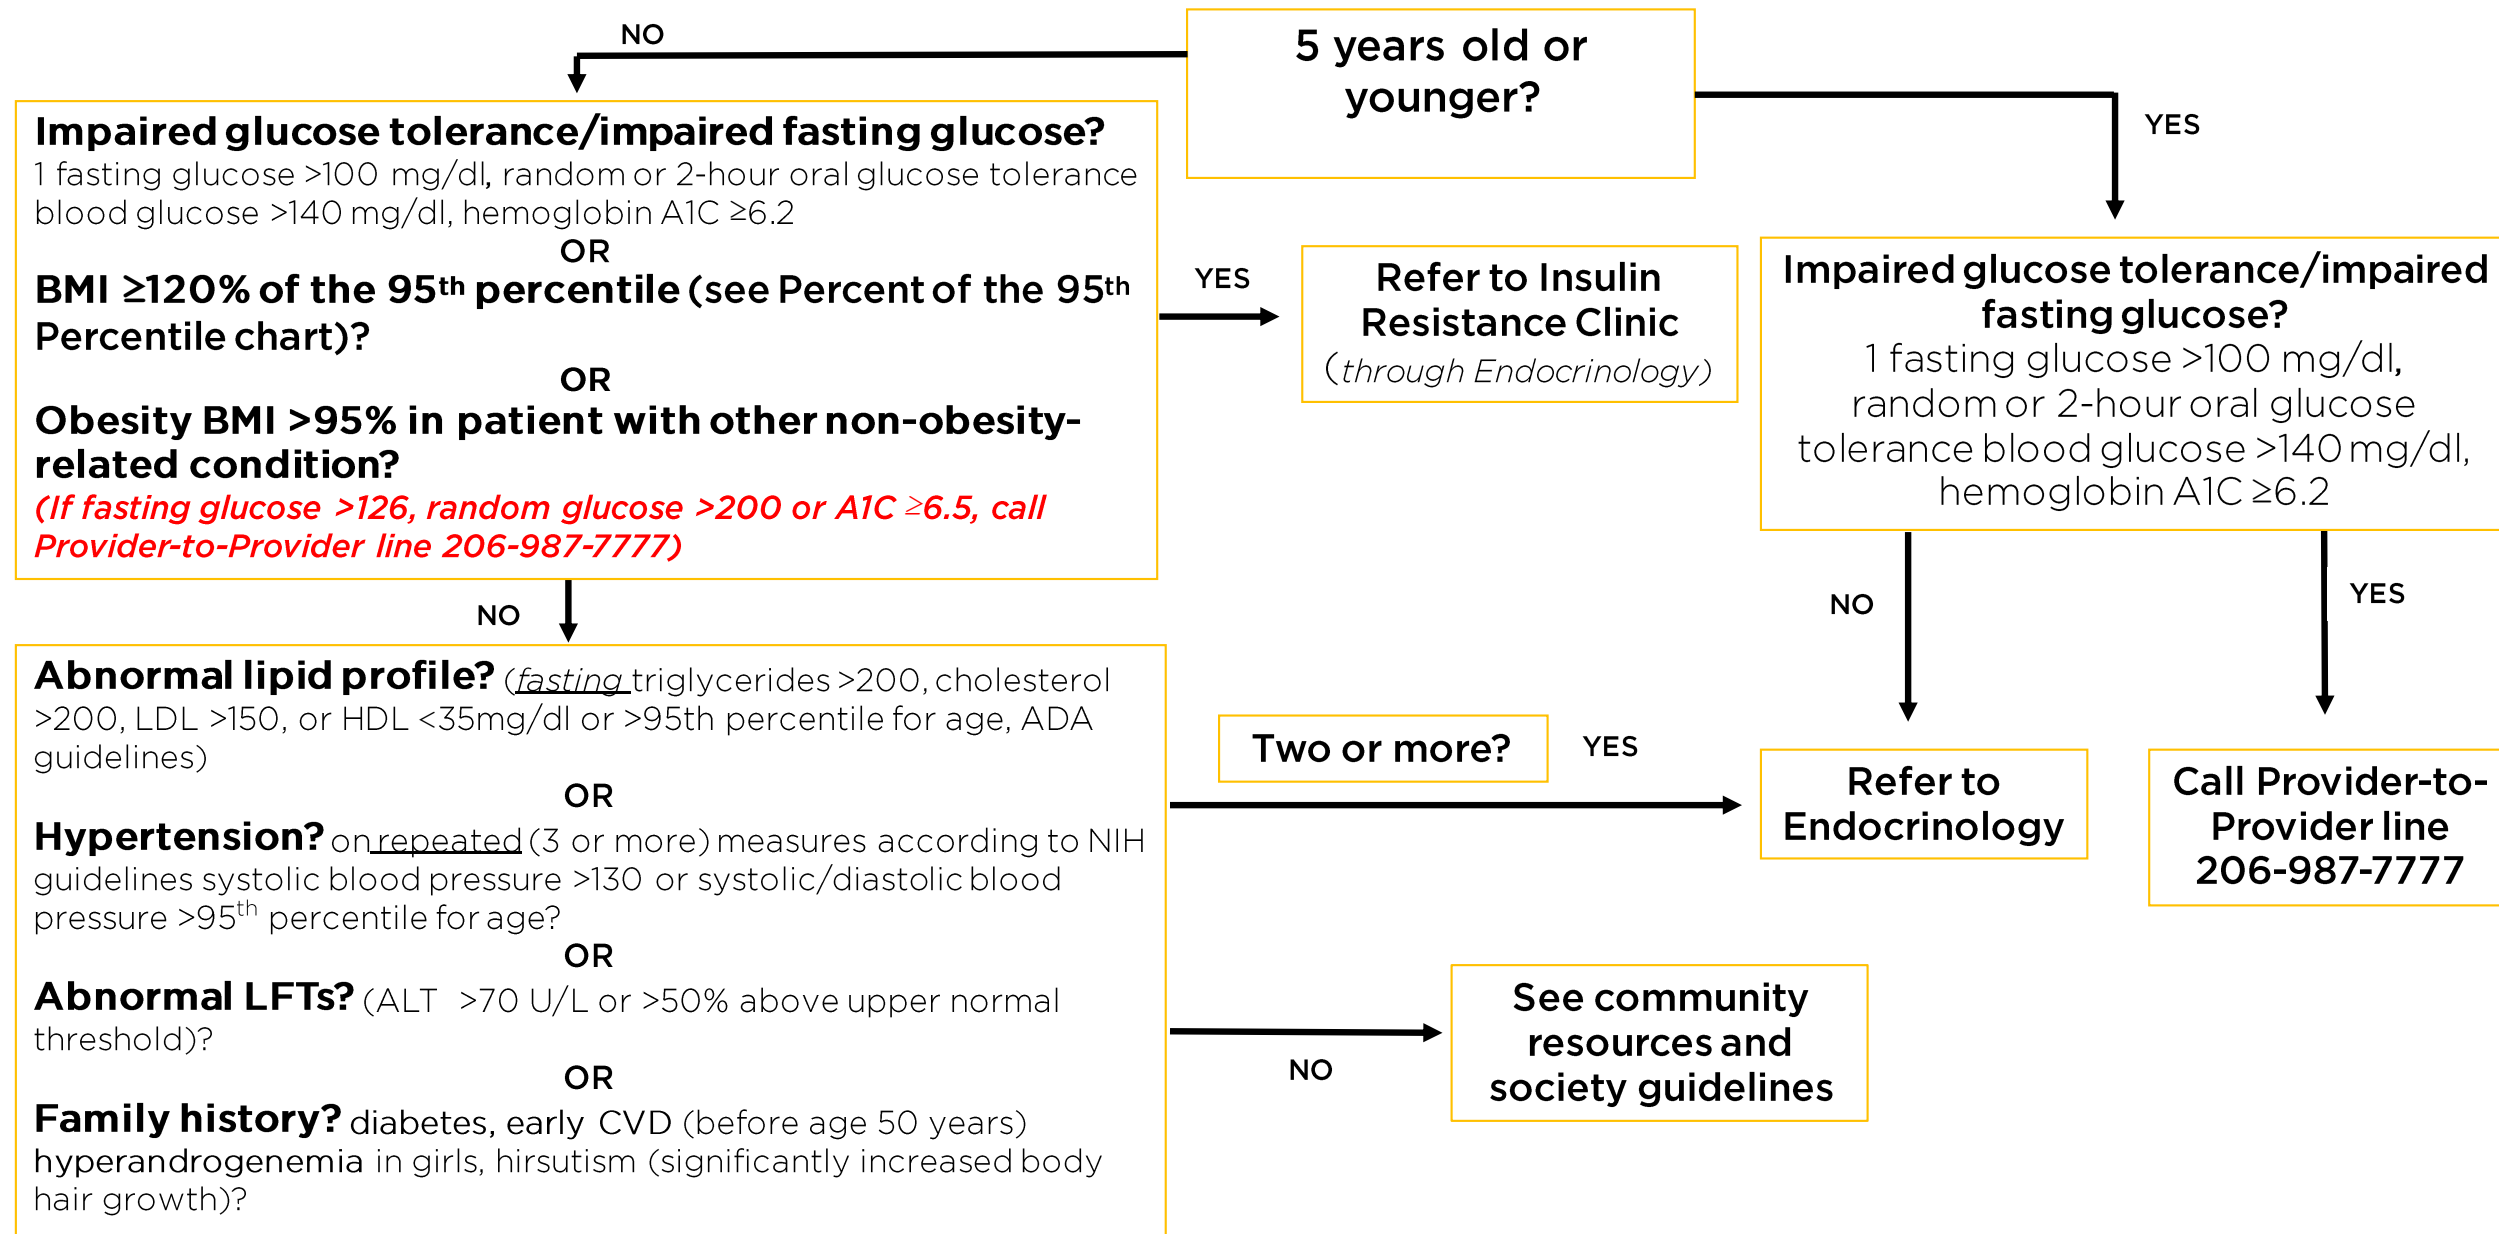 5 years old or
younger?
NO
YES
Impaired glucose tolerance/impaired fasting glucose?
1 fasting glucose >100 mg/dl, random or 2-hour oral glucose tolerance
blood glucose >140 mg/dl, hemoglobin A1C ≥6.2
OR
BMI ≥120% of the 95th percentile (see Percent of the 95th
Percentile chart)?
OR
Obesity BMI >95% in patient with other non-obesity-
related condition?
(If fasting glucose >126, random glucose >200 or A1C ≥6.5, call
Provider-to-Provider line 206-987-7777)
YES
Refer to Insulin
Resistance Clinic
(through Endocrinology)
Impaired glucose tolerance/impaired
fasting glucose?
1 fasting glucose >100 mg/dl,
random or 2-hour oral glucose
tolerance blood glucose >140 mg/dl,
hemoglobin A1C ≥6.2
NO
NO
YES
Abnormal lipid profile? (fasting triglycerides >200, cholesterol
>200, LDL >150, or HDL <35mg/dl or >95th percentile for age, ADA
guidelines)
OR
Hypertension? on repeated (3 or more) measures according to NIH
guidelines systolic blood pressure >130 or systolic/diastolic blood
pressure >95th percentile for age?
OR
Abnormal LFTs? (ALT >70 U/L or >50% above upper normal
threshold)?
OR
Family history? diabetes, early CVD (before age 50 years)
hyperandrogenemia in girls, hirsutism (significantly increased body
hair growth)?
Two or more?
YES
Refer to
Endocrinology
Call Provider-to-
Provider line
206-987-7777
NO
See community
resources and
society guidelines